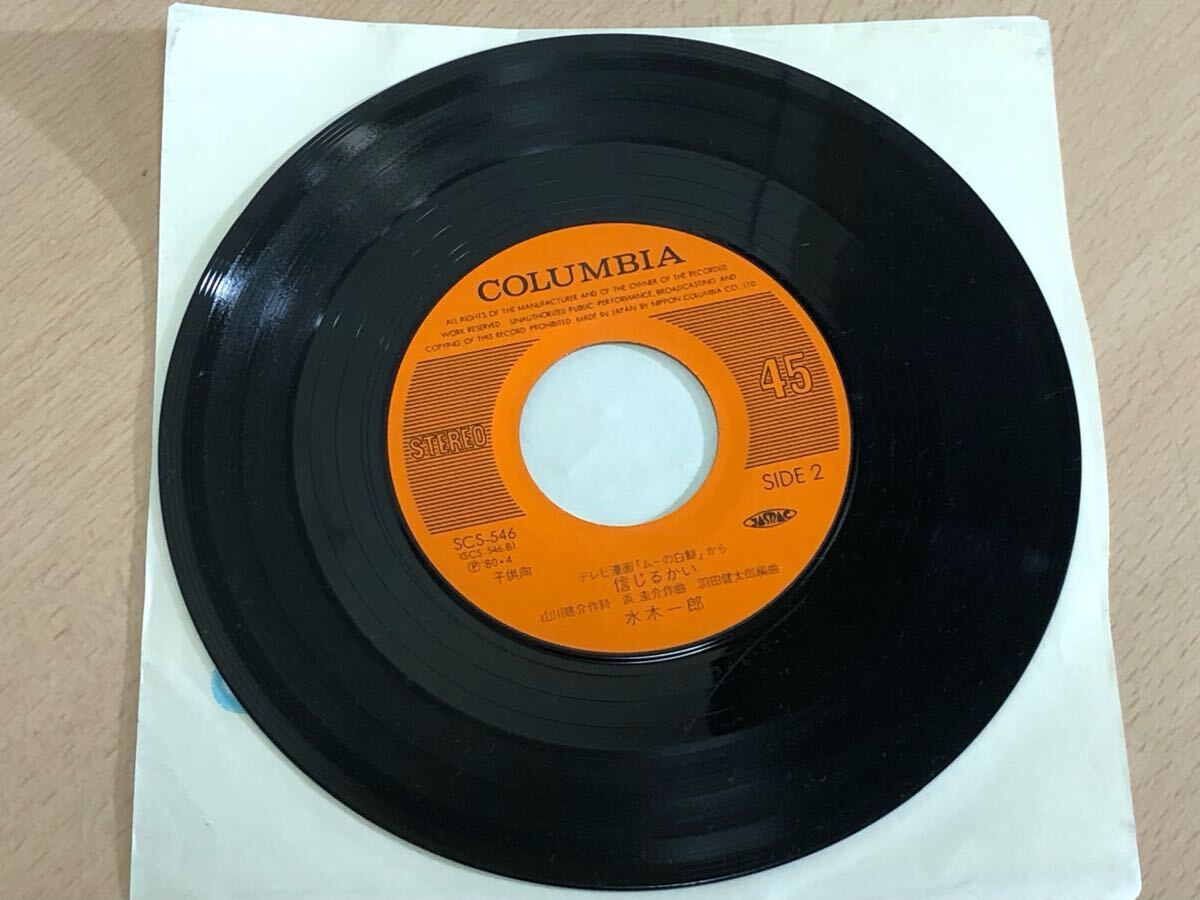 COLUMBIA
ALL RIGHTS OF THE MANUFACTURER AND OF THE OWNER OF THE RECORDED
WORK RESERVED. UNAUTHORIZED PUBLIC PERFORMANCE, BROADCASTING AND
COPYING OF THIS RECORD PROHIBITED. MADE IN JAPAN BY NIPPON COLUMBIA CO., LTD.
45
STEREO
SIDE 2
JASRAC
SCS-546
(SCS-546-B)
Ⓟ 80・4
子供向
テレビ漫画「ムーの白鯨」から
信じるかい
山川啓介作詩 浜 圭介作曲 羽田健太郎編曲
水木一郎